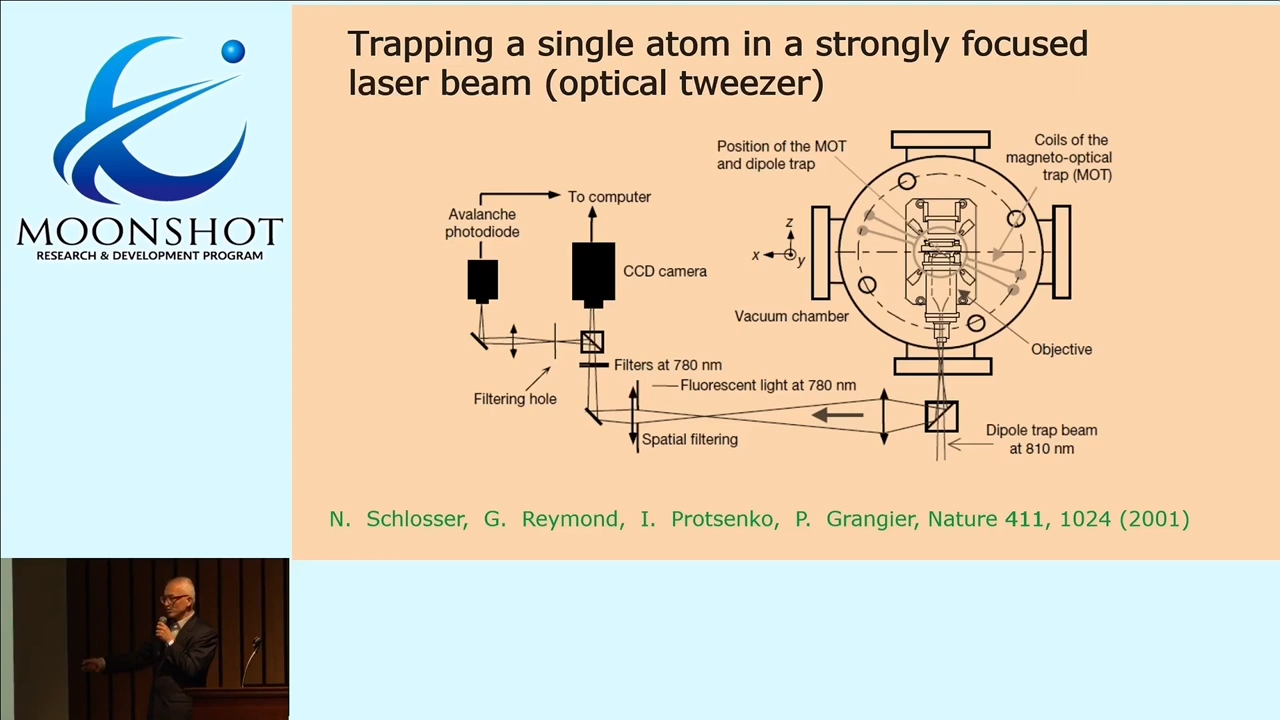 MOONSHOT
RESEARCH & DEVELOPMENT PROGRAM
Trapping a single atom in a strongly focused
laser beam (optical tweezer)
Position of the MOT
and dipole trap
Coils of the
magneto-optical
trap (MOT)
To computer
Avalanche
photodiode
CCD camera
z
x
y
Vacuum chamber
Objective
Filters at 780 nm
Filtering hole
Fluorescent light at 780 nm
Spatial filtering
Dipole trap beam
at 810 nm
N. Schlosser, G. Reymond, I. Protsenko, P. Grangier, Nature 411, 1024 (2001)